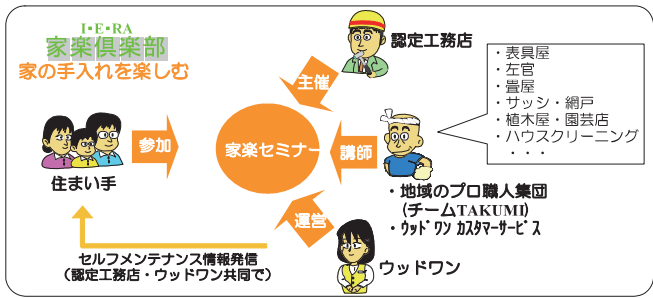 I・E・RA
家楽倶楽部
家の手入れを楽しむ
認定工務店
主催
・表具屋
・左官
・畳屋
・サッシ・網戸
・植木屋・園芸店
・ハウスクリーニング
・・・
参加
家楽セミナー
講師
住まい手
・地域のプロ職人集団
(チームTAKUMI)
・ウッドワン カスタマーサービス
運営
ウッドワン
セルフメンテナンス情報発信
(認定工務店・ウッドワン共同で)